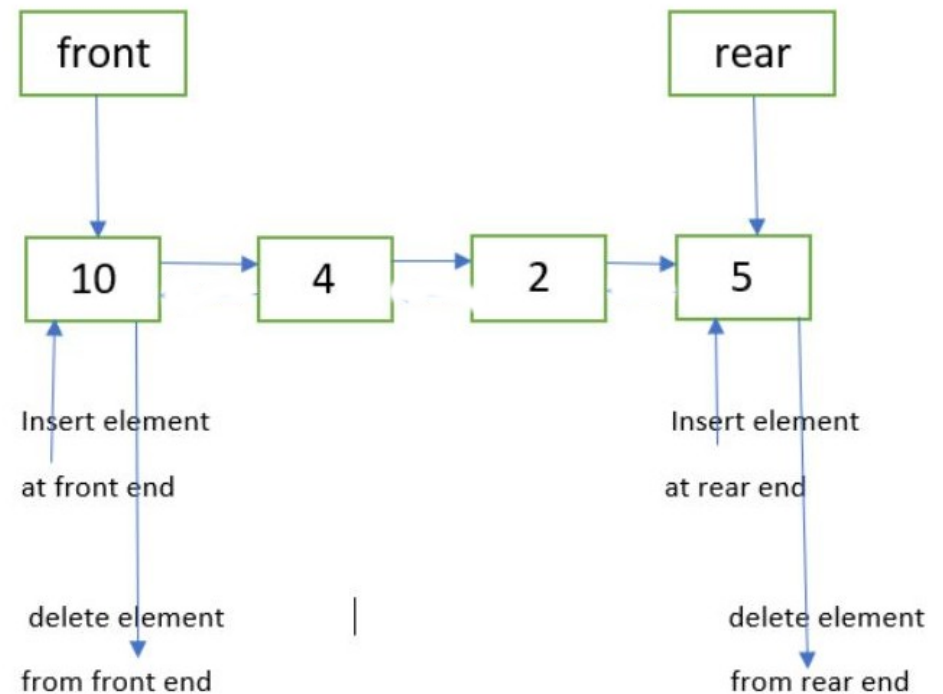 front
rear
10
4
2
5
Insert element
at front end
Insert element
at rear end
delete element
from front end
delete element
from rear end